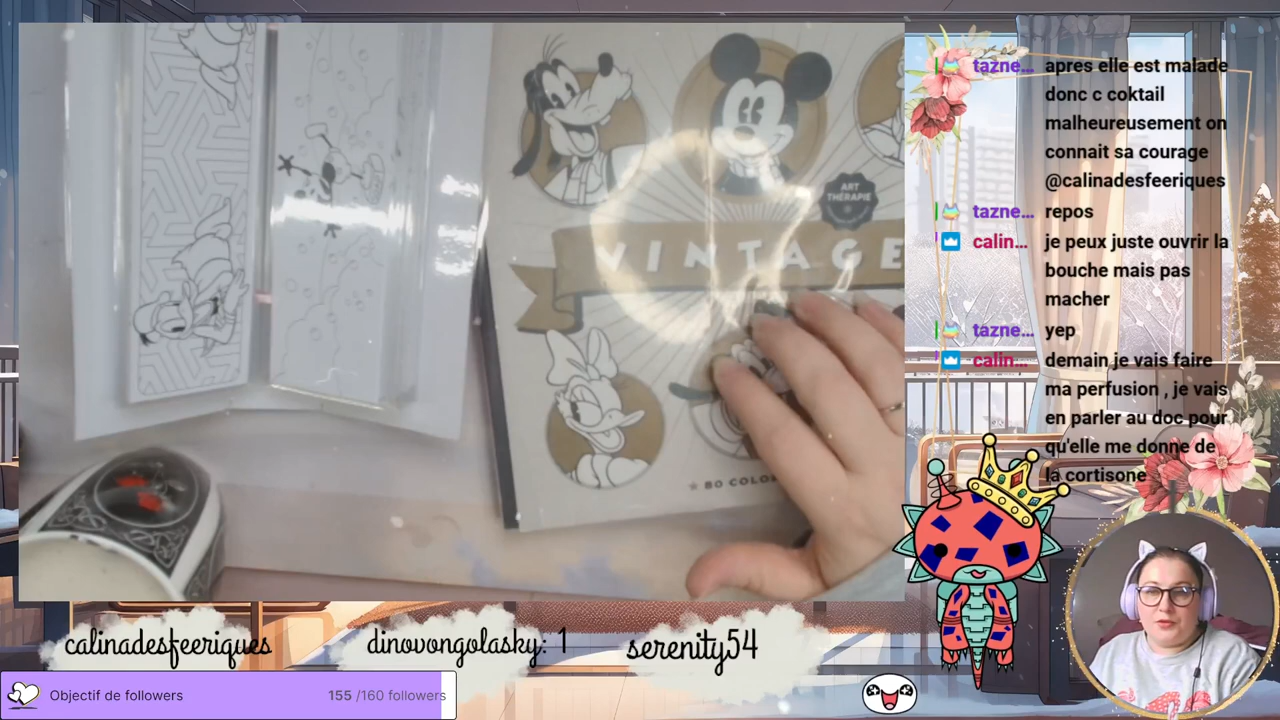 ART
THÉRAPIE
VINTAGE
tazne... apres elle est malade
donc c coktail
malheureusement on
connait sa courage
@calinadesfeeriques
tazne... repos
calin... je peux juste ouvrir la
bouche mais pas
macher
tazne... yep
calin... demain je vais faire
ma perfusion , je vais
en parler au doc pour
qu'elle me donne de
la cortisone
calinadesfeeriques
dinovongolasky: 1
serenity54
Objectif de followers 155 /160 followers